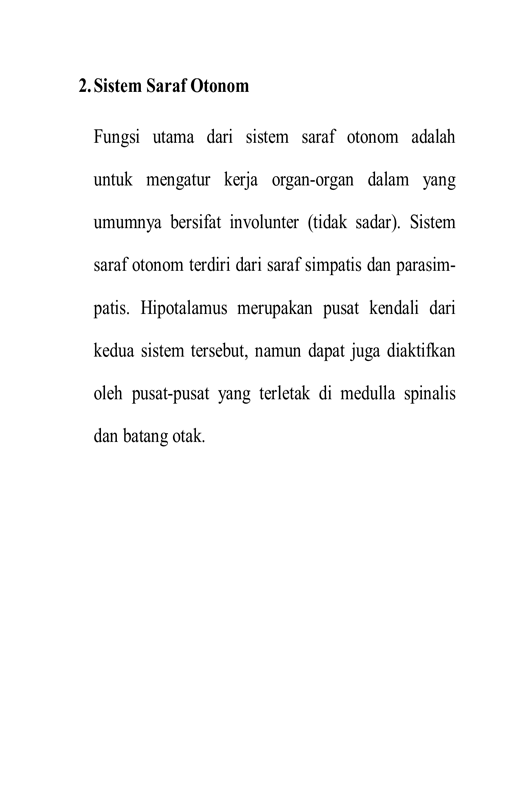 2. Sistem Saraf Otonom
Fungsi utama dari sistem saraf otonom adalah
untuk mengatur kerja organ-organ dalam yang
umumnya bersifat involunter (tidak sadar). Sistem
saraf otonom terdiri dari saraf simpatis dan parasim-
patis. Hipotalamus merupakan pusat kendali dari
kedua sistem tersebut, namun dapat juga diaktifkan
oleh pusat-pusat yang terletak di medulla spinalis
dan batang otak.